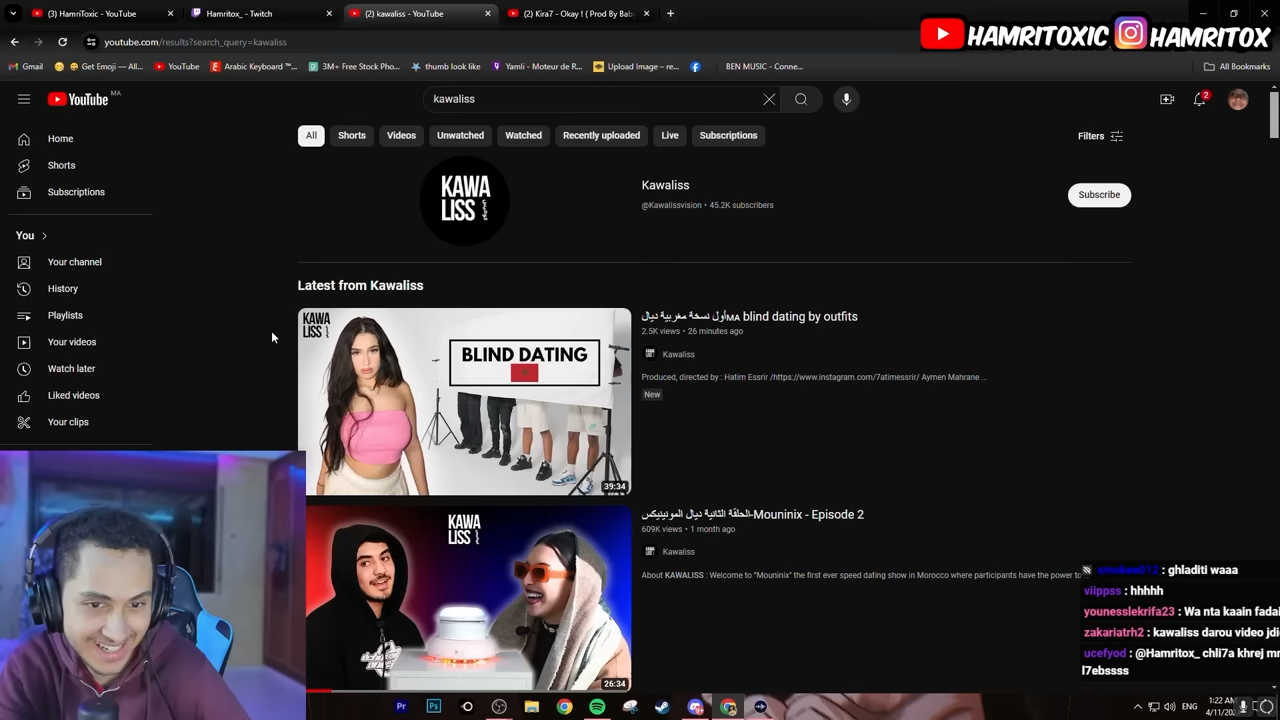 (3) HamriToxic - YouTube
Hamritox_ - Twitch
(2) kawaliss - YouTube
(2) Kira7 - Okay ! ( Prod By Bab
youtube.com/results?search_query=kawaliss
HAMRITOXIC
HAMRITOX
Gmail
Get Emoji — All...
YouTube
Arabic Keyboard ™...
3M+ Free Stock Pho...
thumb look like
Yamli - Moteur de R...
Upload Image – re...
BEN MUSIC - Conne...
All Bookmarks
YouTube MA
kawaliss
2
Home
Shorts
Subscriptions
You
Your channel
History
Playlists
Your videos
Watch later
Liked videos
Your clips
All
Shorts
Videos
Unwatched
Watched
Recently uploaded
Live
Subscriptions
Filters
KAWA
LISS
Kawaliss
@Kawalissvision • 45.2K subscribers
Subscribe
Latest from Kawaliss
KAWA
LISS
BLIND DATING
39:34
أول نسخة مغربية ديالMA blind dating by outfits
2.5K views • 26 minutes ago
Kawaliss
Produced, directed by : Hatim Essrir /https://www.instagram.com/7atimessrir/ Aymen Mahrane ...
New
KAWA
LISS
26:34
الحلقة الثانية ديال المونينيكس-Mouninix - Episode 2
609K views • 1 month ago
Kawaliss
About KAWALISS : Welcome to "Mouninix" the first ever speed dating show in Morocco where participants have the power to
: ghladiti waaa
viippss : hhhhh
younesslekrifa23 : Wa nta kaain fadai
zakariatrh2 : kawaliss darou video jdi
ucefyod : @Hamritox_ chli7a khrej mn
l7ebssss
Pr
Ps
ENG
1:22 AM